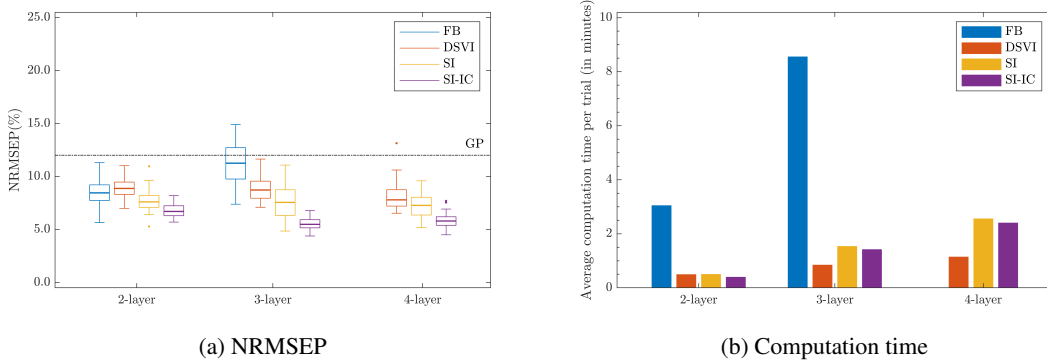 25.0
20.0
15.0
10.0
5.0
0.0
NRMSEP(%)
FB
DSVI
SI
SI-IC
GP
2-layer
3-layer
4-layer
(a) NRMSEP
10
8
6
4
2
0
Average computation time per trial (in minutes)
FB
DSVI
SI
SI-IC
2-layer
3-layer
4-layer
(b) Computation time